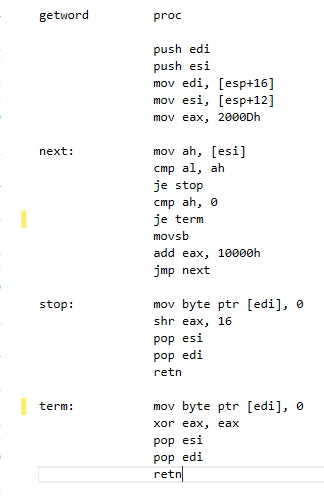 getword proc
push edi
push esi
mov edi, [esp+16]
mov esi, [esp+12]
mov eax, 2000Dh
next: mov ah, [esi]
cmp al, ah
je stop
cmp ah, 0
je term
movsb
add eax, 10000h
jmp next
stop: mov byte ptr [edi], 0
shr eax, 16
pop esi
pop edi
retn
term: mov byte ptr [edi], 0
xor eax, eax
pop esi
pop edi
retn